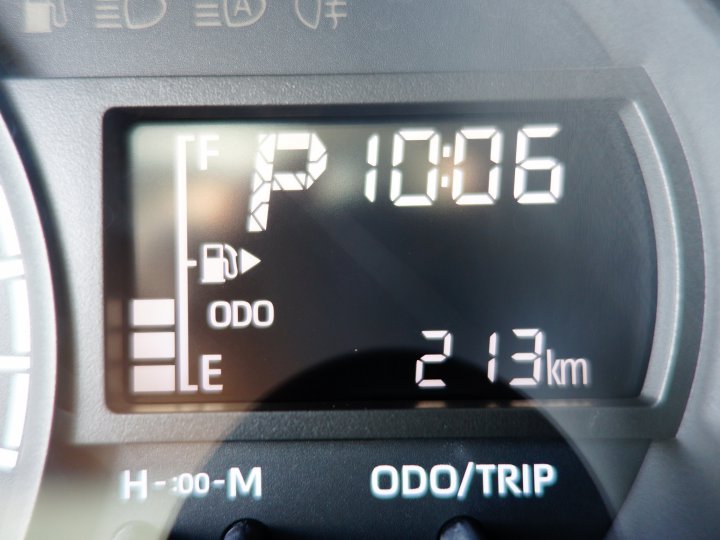 A
F P 10:06
ODO
E 213km
H-:00-M ODO/TRIP